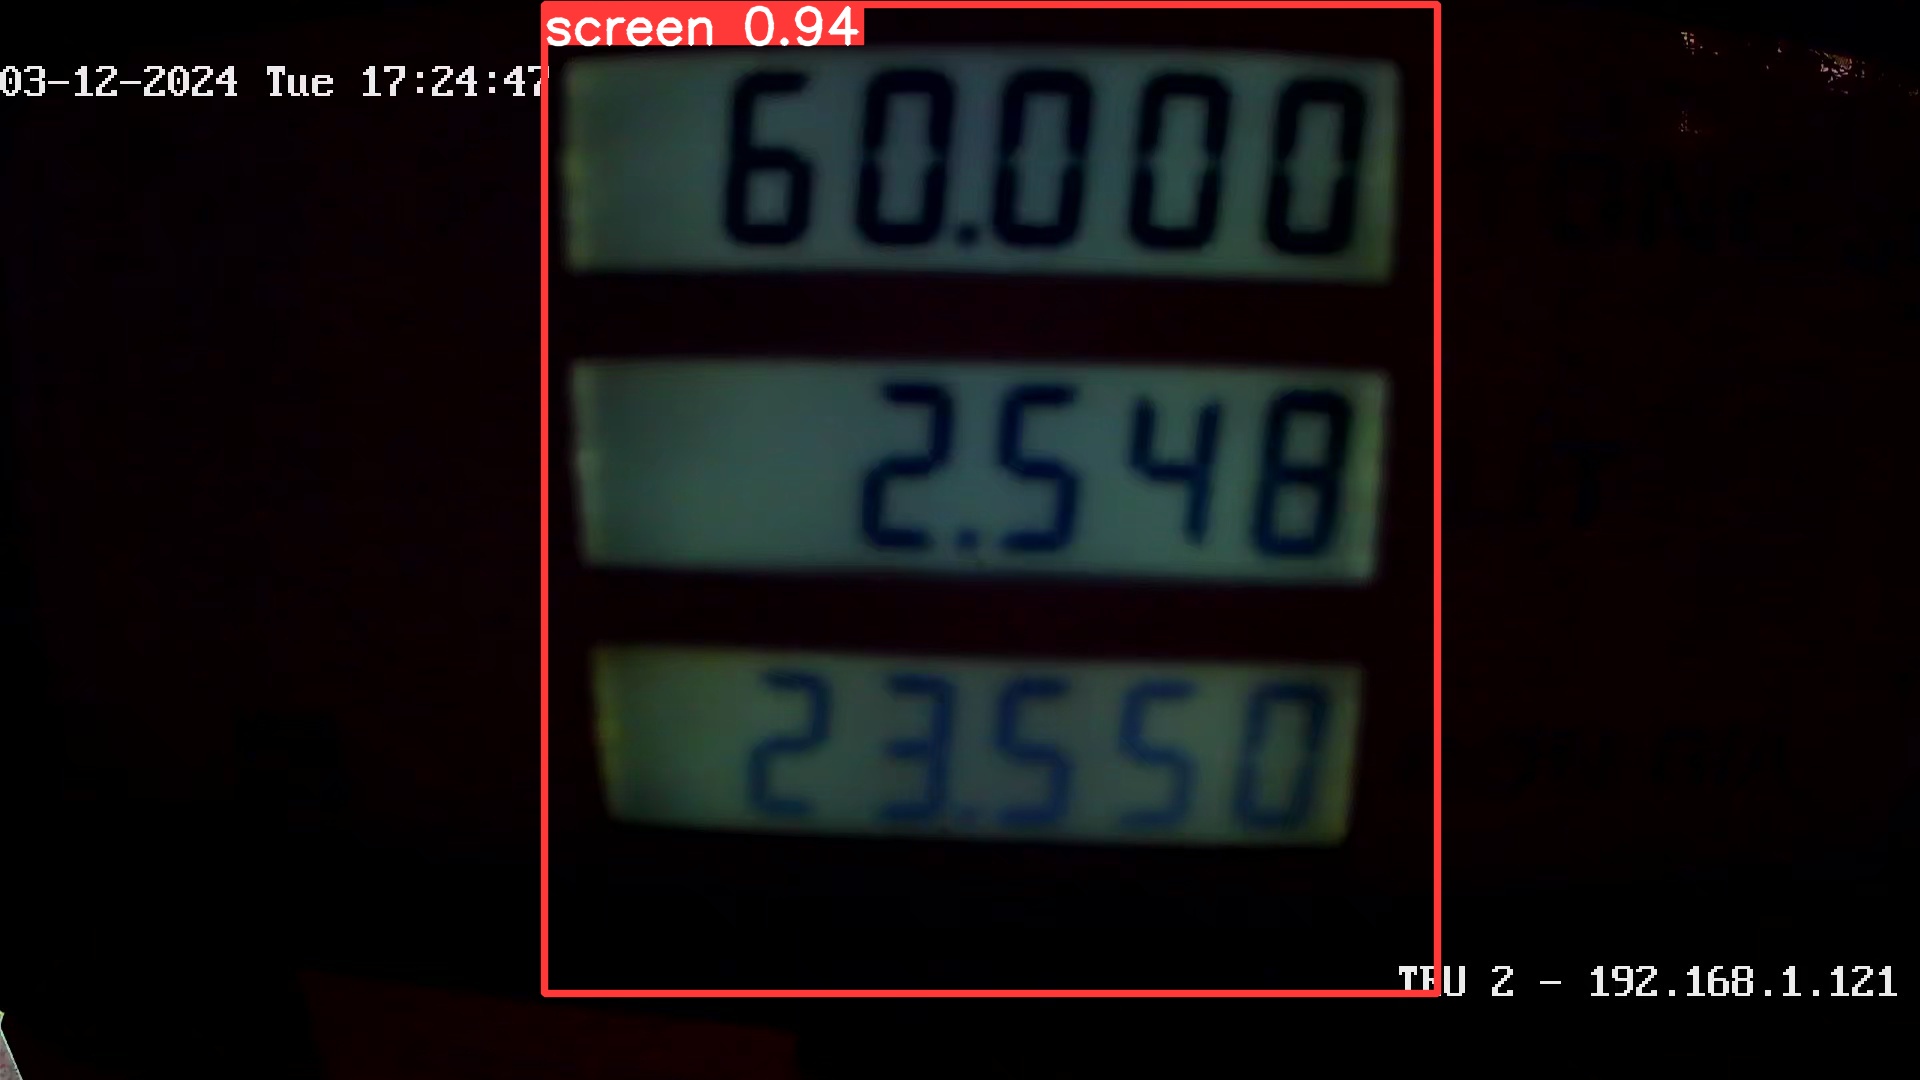 screen 0.94
03-12-2024 Tue 17:24:47
60.000
2.548
23.550
TRU 2 - 192.168.1.121